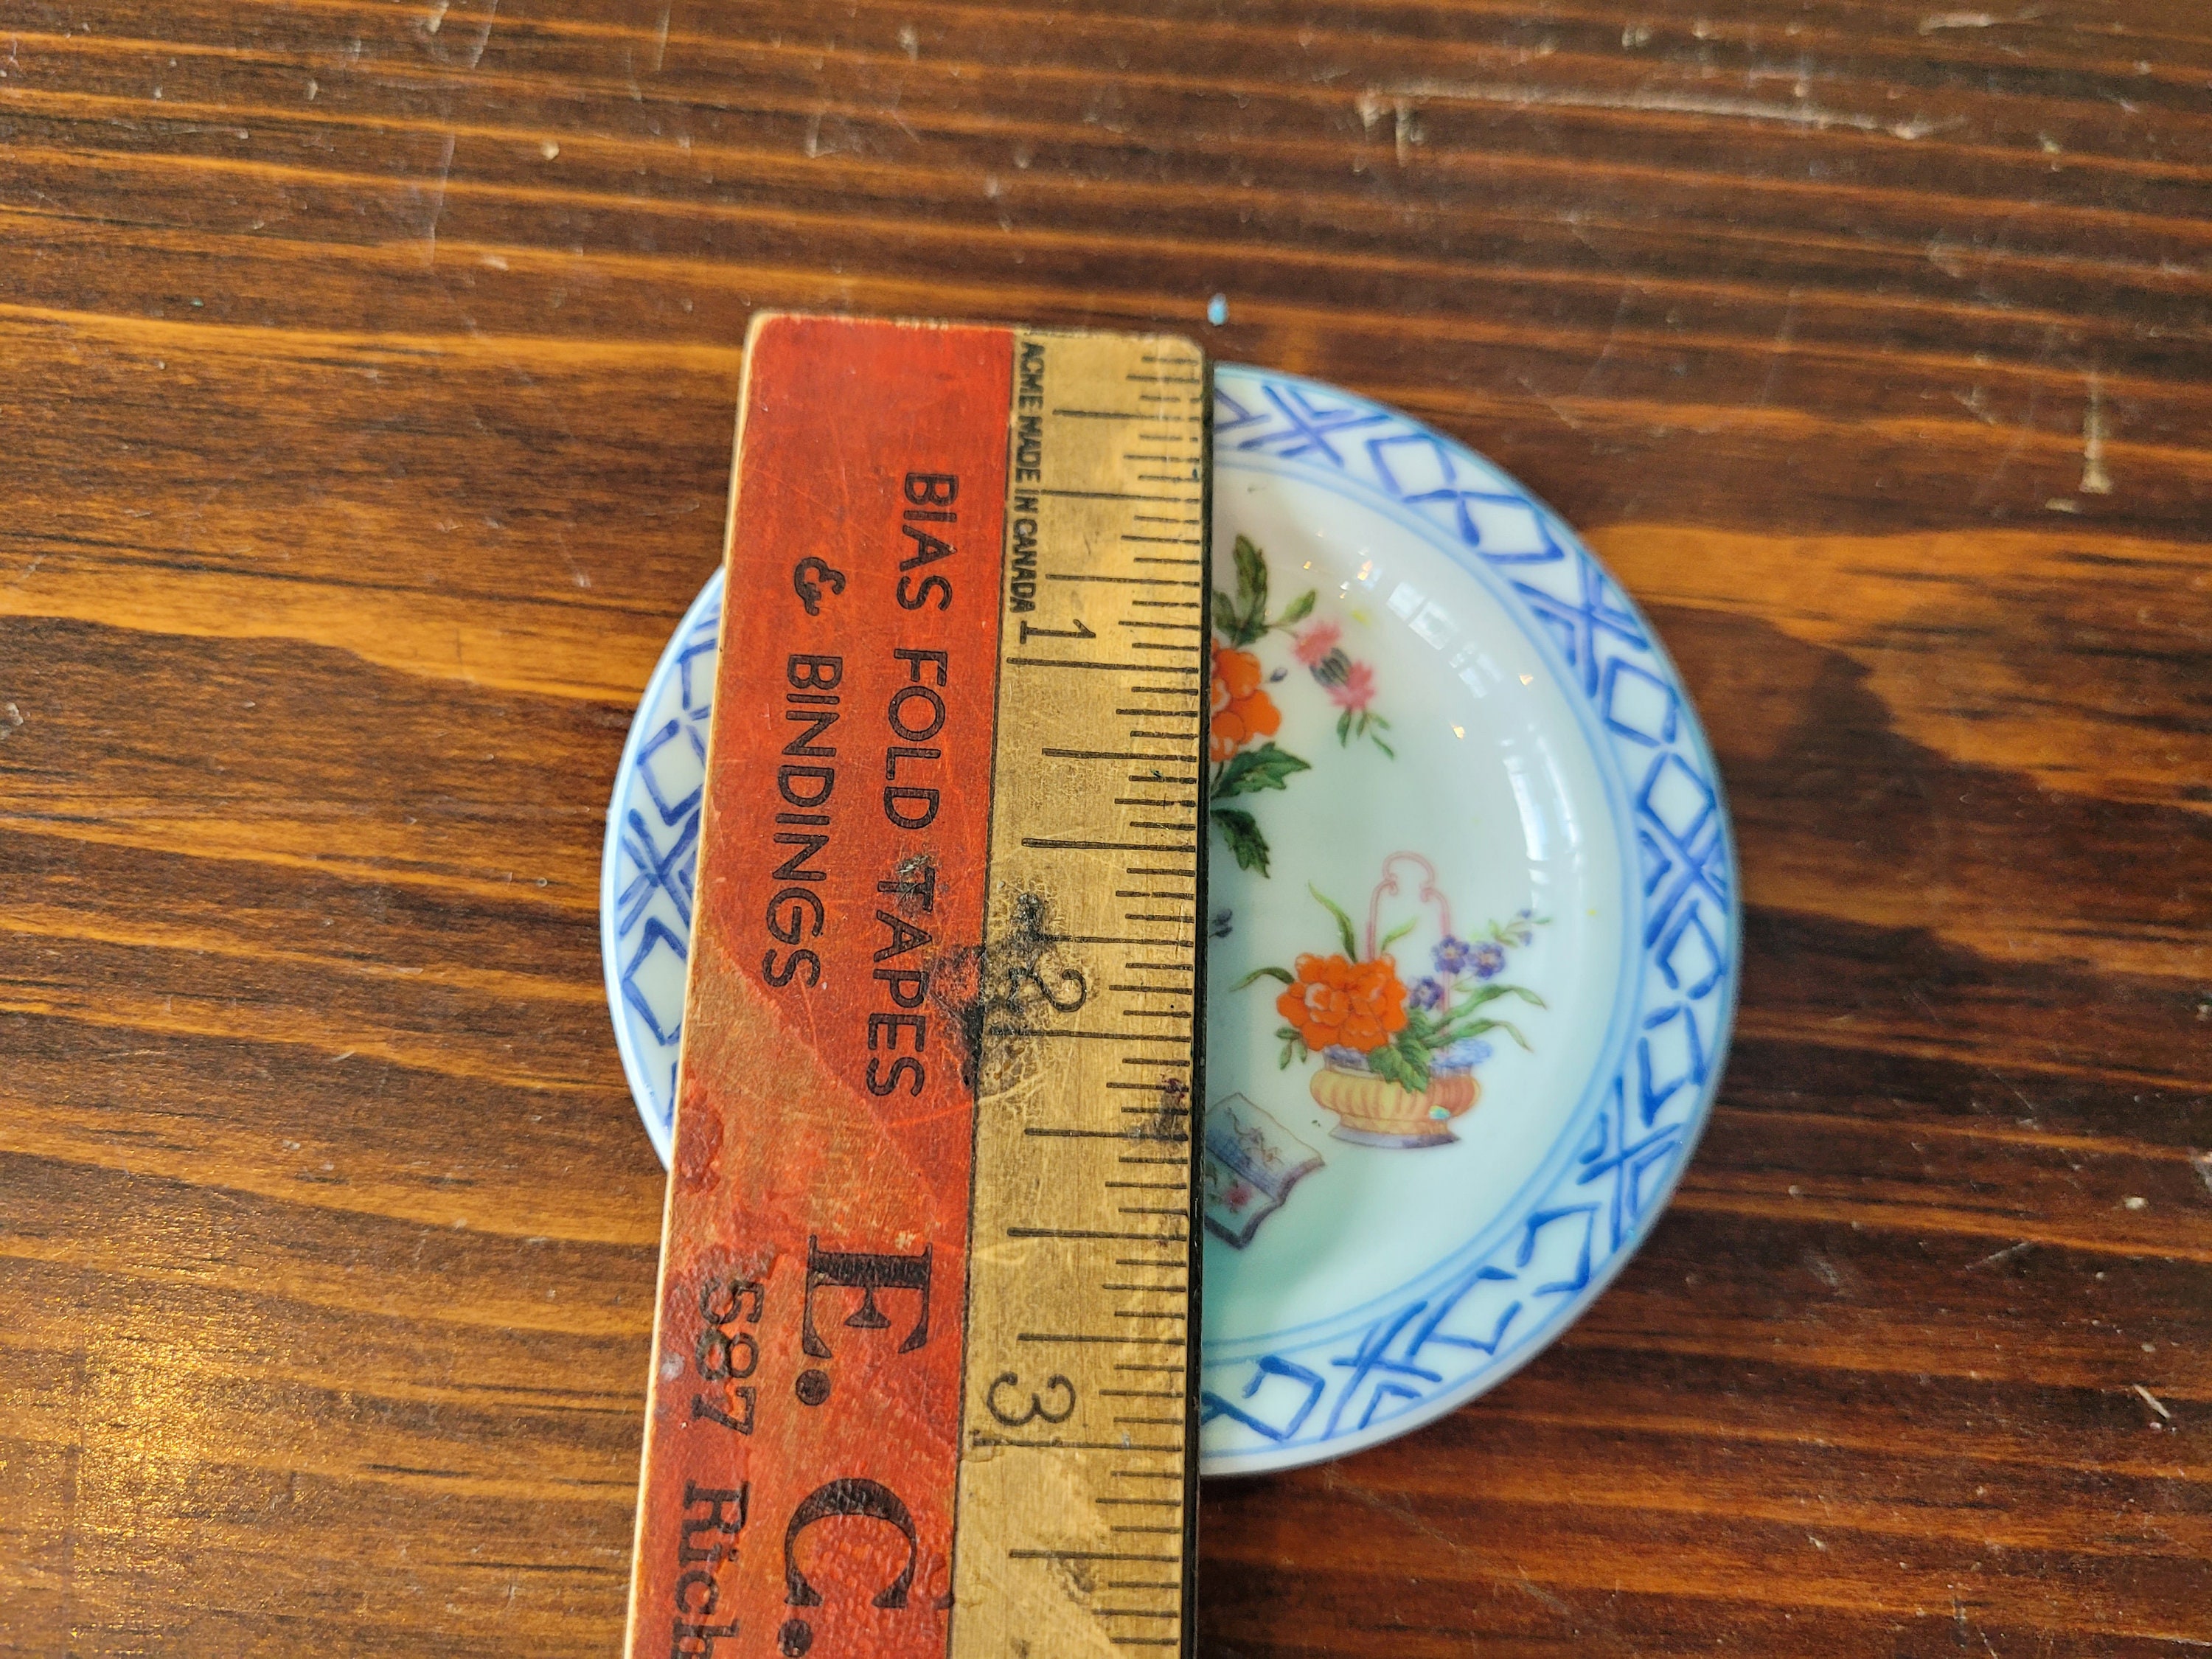 ACME MADE IN CANADA
1
2
3
BIAS FOLD TAPES
& BINDINGS
E. C.
587 Rich